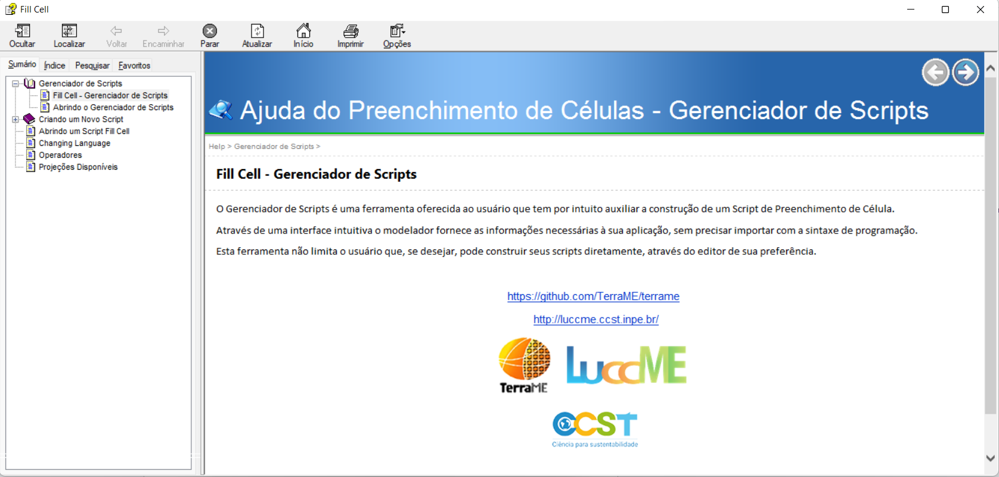 Fill Cell
Ocultar Localizar Voltar Encaminhar Parar Atualizar Início Imprimir Opções
Sumário Índice Pesquisar Favoritos
Gerenciador de Scripts
Fill Cell - Gerenciador de Scripts
Abrindo o Gerenciador de Scripts
Criando um Novo Script
Abrindo um Script Fill Cell
Changing Language
Operadores
Projeções Disponíveis
Ajuda do Preenchimento de Células - Gerenciador de Scripts
Help > Gerenciador de Scripts >
Fill Cell - Gerenciador de Scripts
O Gerenciador de Scripts é uma ferramenta oferecida ao usuário que tem por intuito auxiliar a construção de um Script de Preenchimento de Célula.
Através de uma interface intuitiva o modelador fornece as informações necessárias à sua aplicação, sem precisar importar com a sintaxe de programação.
Esta ferramenta não limita o usuário que, se desejar, pode construir seus scripts diretamente, através do editor de sua preferência.
https://github.com/TerraME/terrame
http://luccme.ccst.inpe.br/
TerraME
LuccME
CCST
Ciência para sustentabilidade